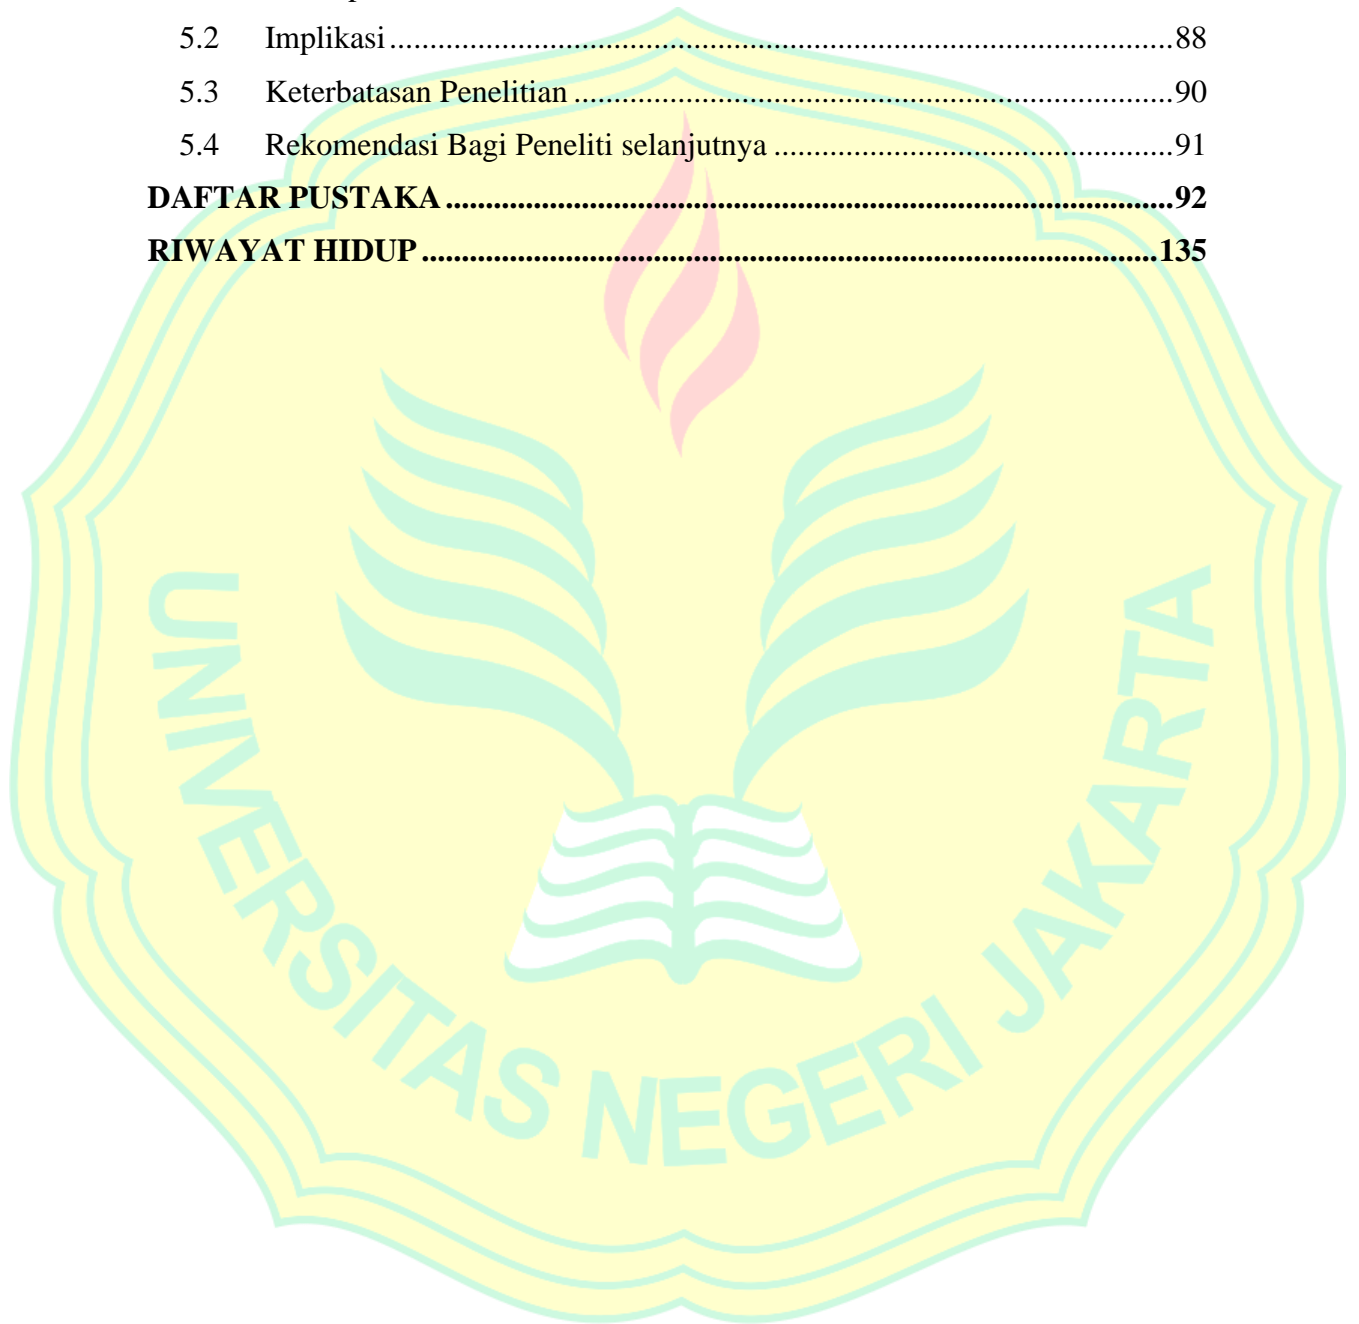 5.2 Implikasi ........................................................................................ 88
5.3 Keterbatasan Penelitian ........................................................................ 90
5.4 Rekomendasi Bagi Peneliti selanjutnya ................................................ 91
DAFTAR PUSTAKA ........................................................................................ 92
RIWAYAT HIDUP ........................................................................................ 135
UNIVERSITAS NEGERI JAKARTA